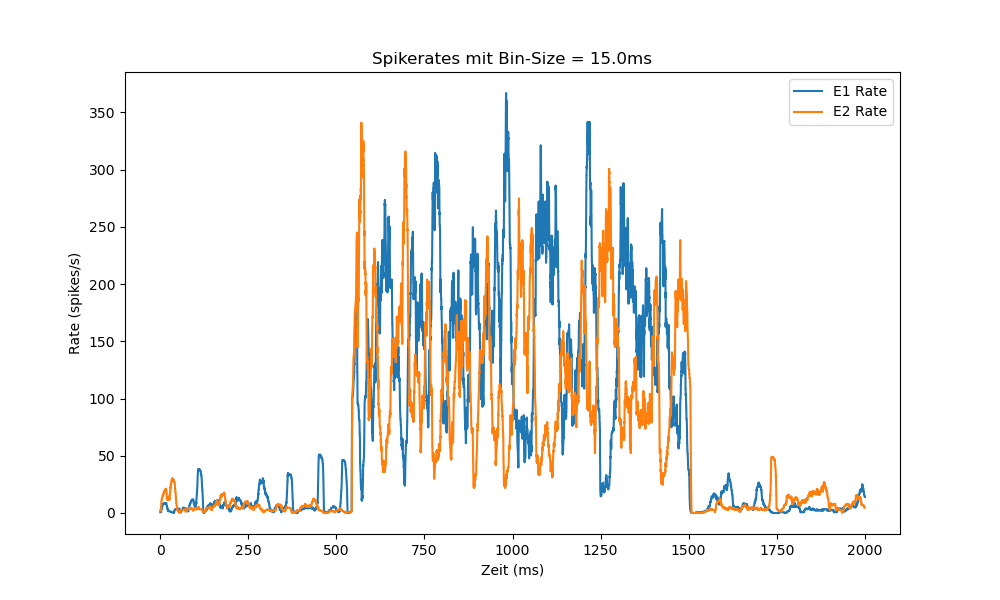 Spikerates mit Bin-Size = 15.0ms
E1 Rate
E2 Rate
Rate (spikes/s)
350
300
250
200
150
100
50
0
0 250 500 750 1000 1250 1500 1750 2000
Zeit (ms)